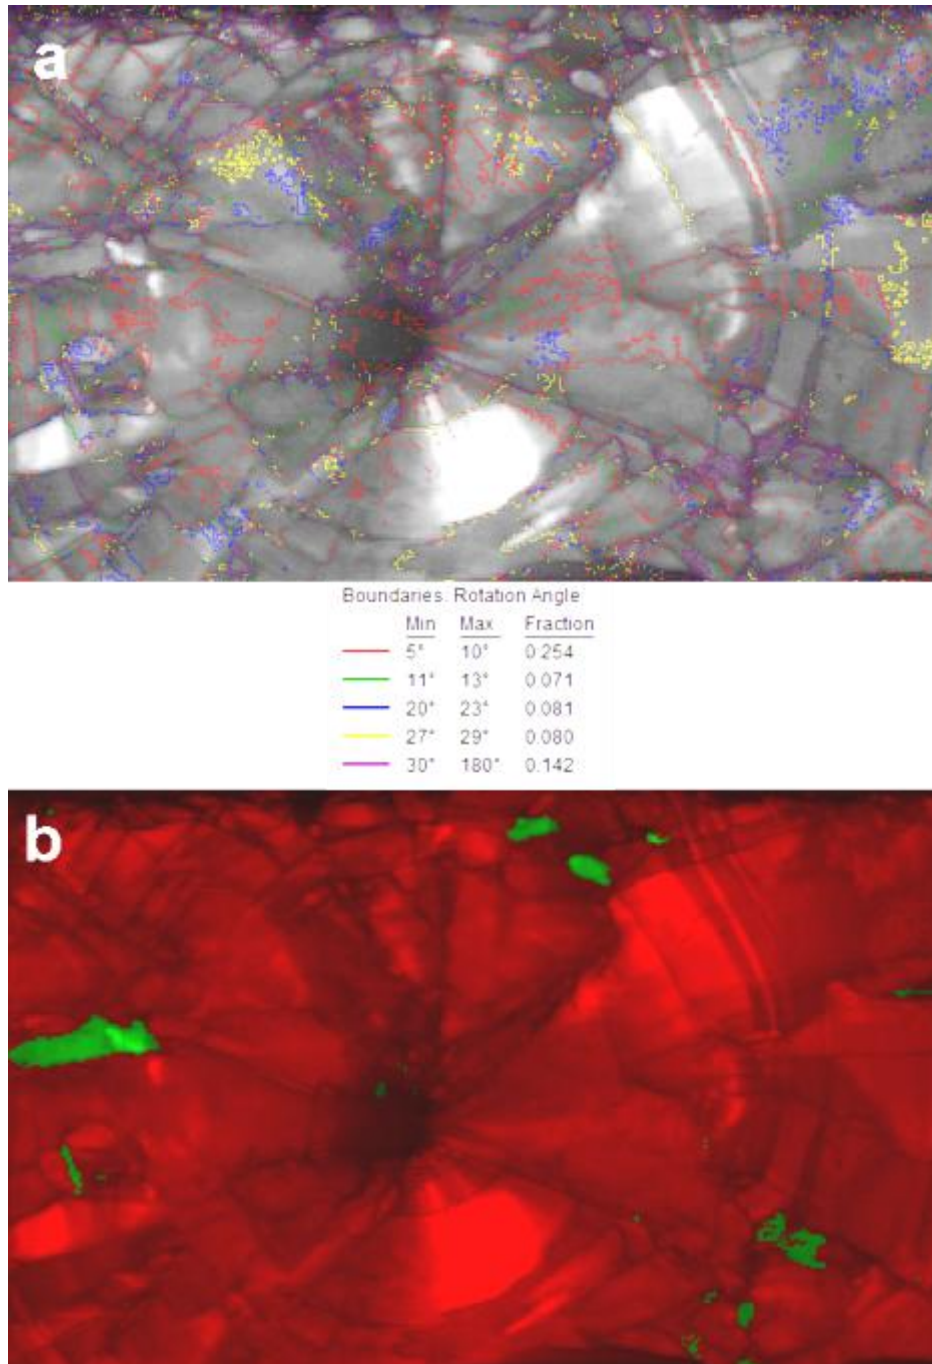 a
Boundaries: Rotation Angle
Min Max Fraction
5° 10° 0.254
11° 13° 0.071
20° 23° 0.081
27° 29° 0.080
30° 180° 0.142
b